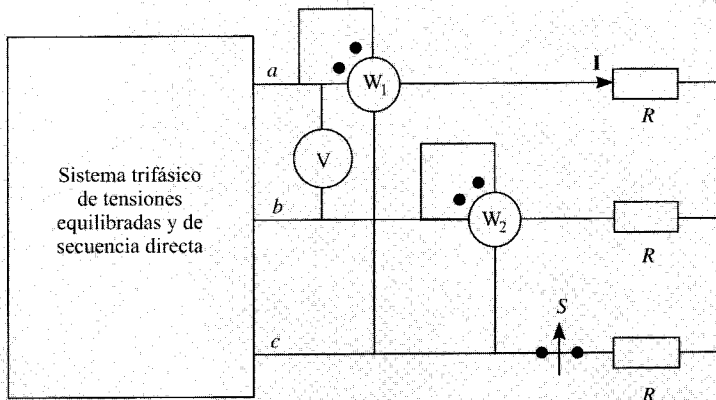 a
W₁
I
R
V
Sistema trifásico
de tensiones
equilibradas y de
secuencia directa
b
W₂
R
S
c
R